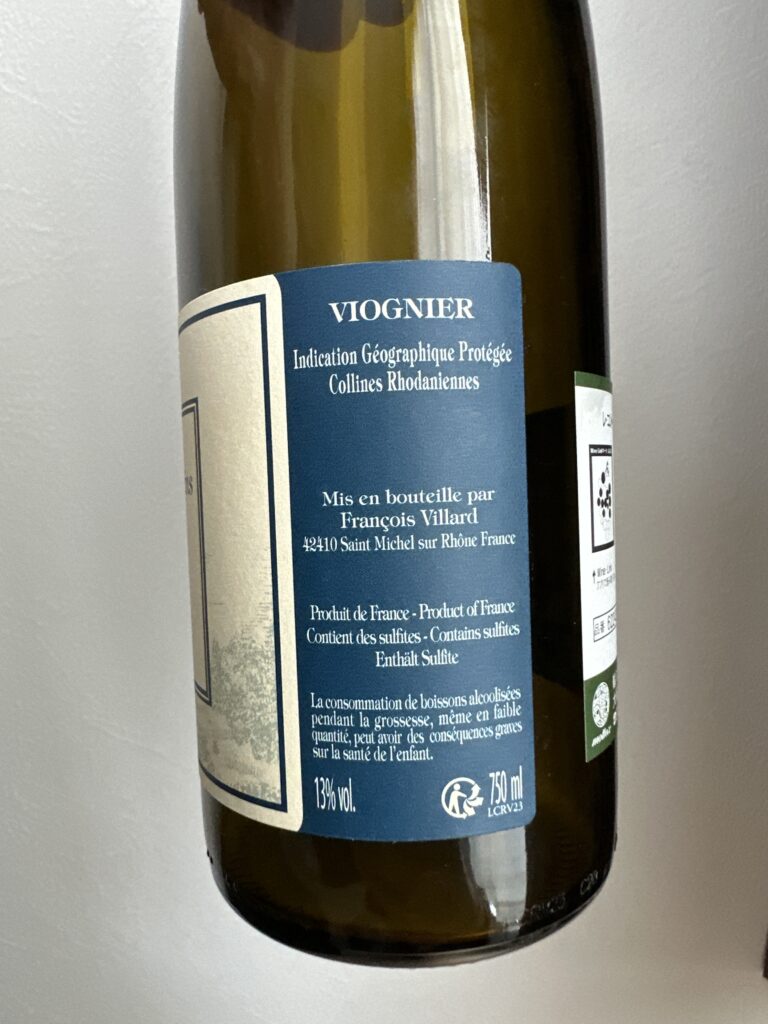 VIOGNIER
Indication Géographique Protégée
Collines Rhodaniennes
Mis en bouteille par
François Villard
42410 Saint Michel sur Rhône France
Produit de France - Product of France
Contient des sulfites - Contains sulfites
Enthält Sulfite
La consommation de boissons alcoolisées
pendant la grossesse, même en faible
quantité, peut avoir des conséquences graves
sur la santé de l'enfant.
13% vol.
750 ml
LCRV23
品番